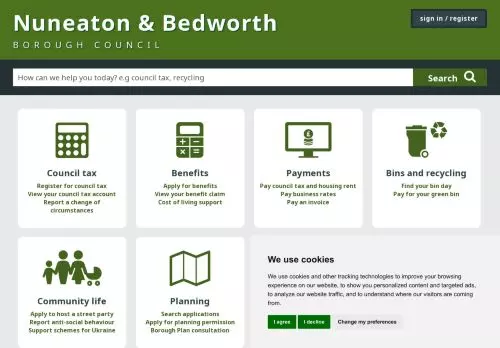 Nuneaton & Bedworth
BOROUGH COUNCIL
sign in / register
How can we help you today? e.g council tax, recycling
Search
Council tax
Register for council tax
View your council tax account
Report a change of
circumstances
Benefits
Apply for benefits
View your benefit claim
Cost of living support
Payments
Pay council tax and housing rent
Pay business rates
Pay an invoice
Bins and recycling
Find your bin day
Pay for your green bin
Community life
Apply to host a street party
Report anti-social behaviour
Support schemes for Ukraine
Planning
Search applications
Apply for planning permission
Borough Plan consultation
We use cookies
We use cookies and other tracking technologies to improve your browsing
experience on our website, to show you personalized content and targeted ads,
to analyze our website traffic, and to understand where our visitors are coming
from.
I agree
I decline
Change my preferences